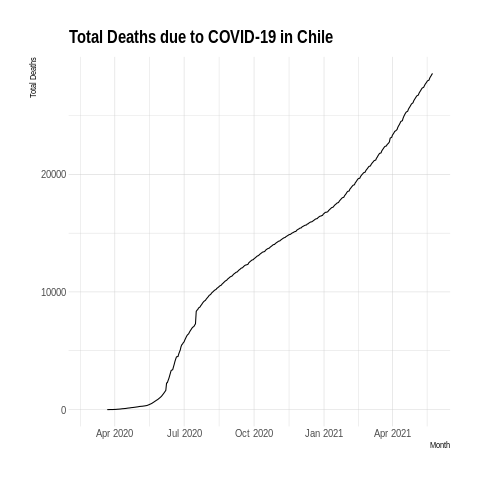 Total Deaths due to COVID-19 in Chile
Total Deaths
20000
10000
0
Apr 2020 Jul 2020 Oct 2020 Jan 2021 Apr 2021
Month